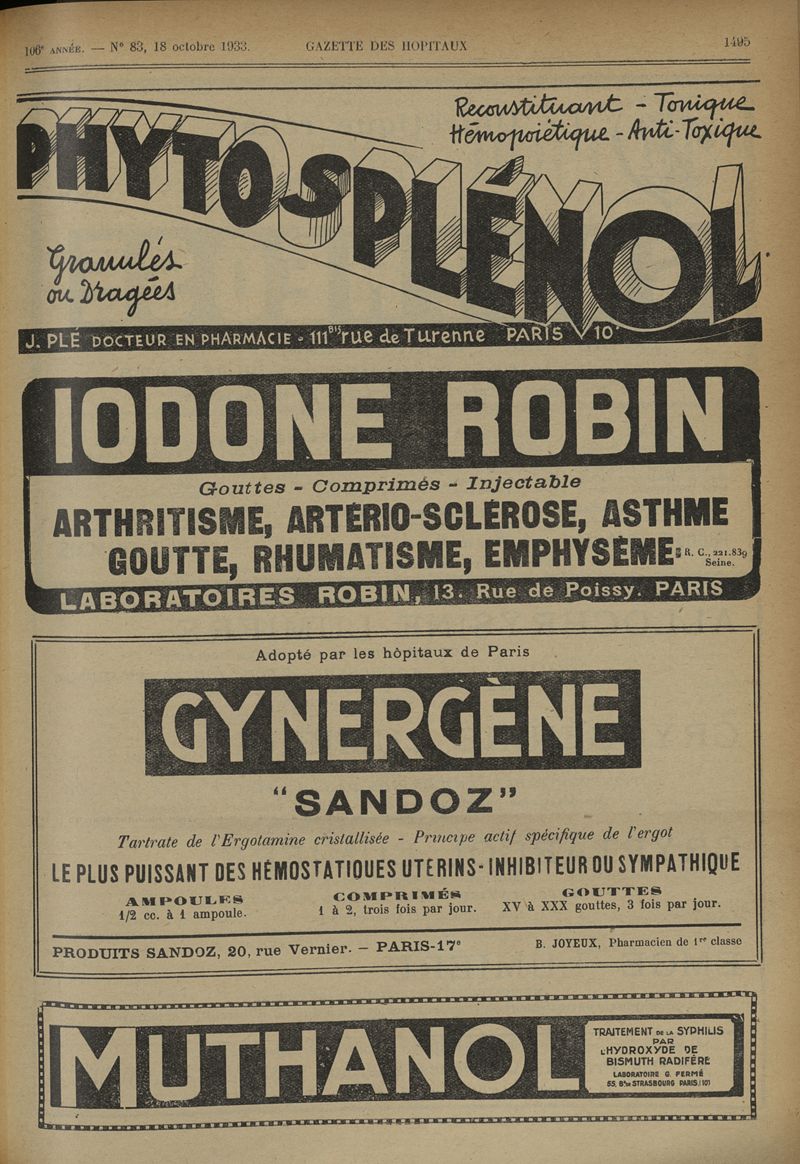 106e ANNÉE. — N° 83, 18 octobre 1933. GAZETTE DES HOPITAUX 1495
Reconstituant - Tonique
Hémopoiétique - Anti-Toxique
PHYTOSPLÉNOL
Granulés
ou Dragées
J. PLÉ DOCTEUR EN PHARMACIE - 111BIS rue de Turenne PARIS 10e
IODONE ROBIN
Gouttes - Comprimés - Injectable
ARTHRITISME, ARTÉRIO-SCLÉROSE, ASTHME
GOUTTE, RHUMATISME, EMPHYSÈME
R. C., 221.839
Seine.
LABORATOIRES ROBIN, 13. Rue de Poissy. PARIS
Adopté par les hôpitaux de Paris
GYNERGÈNE
"SANDOZ"
Tartrate de l'Ergotamine cristallisée - Principe actif spécifique de l'ergot
LE PLUS PUISSANT DES HÉMOSTATIQUES UTERINS - INHIBITEUR DU SYMPATHIQUE
AMPOULES
1/2 cc. à 1 ampoule.
COMPRIMÉS
1 à 2, trois fois par jour.
GOUTTES
XV à XXX gouttes, 3 fois par jour.
PRODUITS SANDOZ, 20, rue Vernier. — PARIS-17e
B. JOYEUX, Pharmacien de 1re classe
MUTHANOL
TRAITEMENT DE LA SYPHILIS
PAR
L'HYDROXYDE DE
BISMUTH RADIFÈRE
LABORATOIRE G. FERMÉ
55, Bd de STRASBOURG PARIS (10)